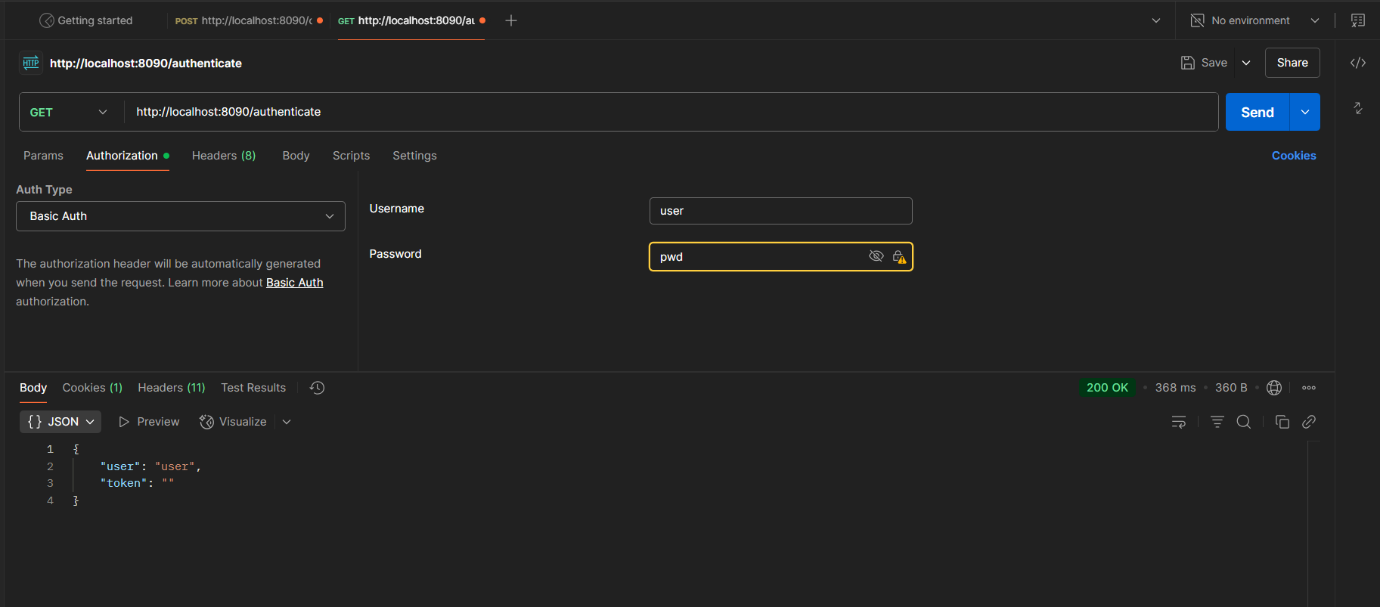 Getting started POST http://localhost:8090/c GET http://localhost:8090/au No environment
HTTP http://localhost:8090/authenticate Save Share
GET http://localhost:8090/authenticate Send
Params Authorization Headers (8) Body Scripts Settings Cookies
Auth Type
Basic Auth
The authorization header will be automatically generated
when you send the request. Learn more about Basic Auth
authorization.
Username user
Password pwd
Body Cookies (1) Headers (11) Test Results 200 OK • 368 ms • 360 B •
{} JSON Preview Visualize
1 {
2 "user": "user",
3 "token": ""
4 }